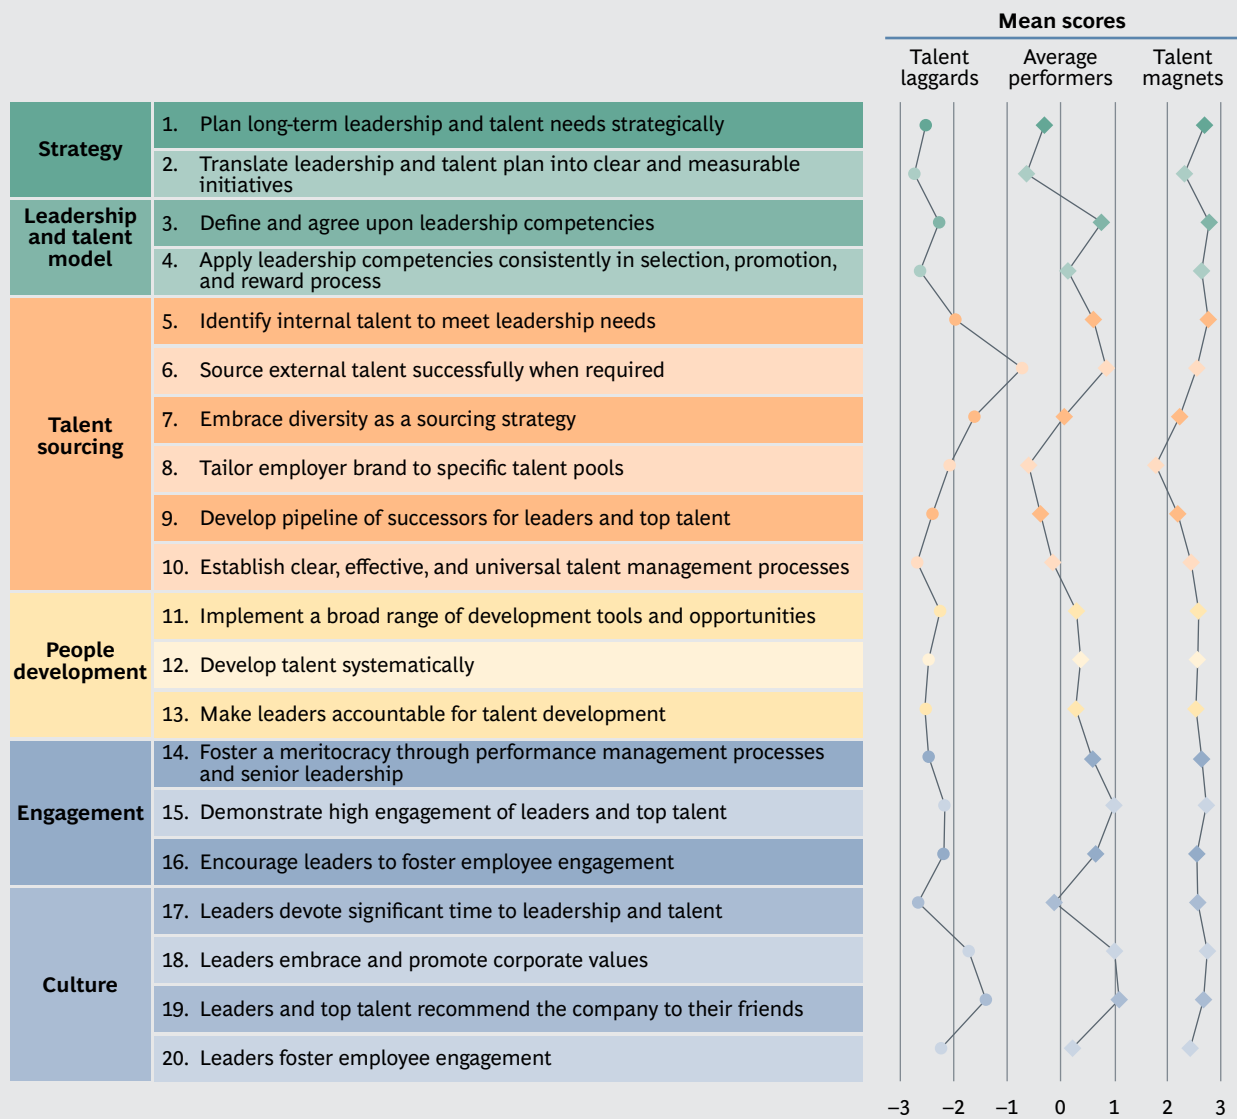 Mean scores
Talent
laggards
Average
performers
Talent
magnets
Strategy
1. Plan long-term leadership and talent needs strategically
2. Translate leadership and talent plan into clear and measurable
initiatives
Leadership
and talent
model
3. Define and agree upon leadership competencies
4. Apply leadership competencies consistently in selection, promotion,
and reward process
Talent
sourcing
5. Identify internal talent to meet leadership needs
6. Source external talent successfully when required
7. Embrace diversity as a sourcing strategy
8. Tailor employer brand to specific talent pools
9. Develop pipeline of successors for leaders and top talent
10. Establish clear, effective, and universal talent management processes
People
development
11. Implement a broad range of development tools and opportunities
12. Develop talent systematically
13. Make leaders accountable for talent development
Engagement
14. Foster a meritocracy through performance management processes
and senior leadership
15. Demonstrate high engagement of leaders and top talent
16. Encourage leaders to foster employee engagement
Culture
17. Leaders devote significant time to leadership and talent
18. Leaders embrace and promote corporate values
19. Leaders and top talent recommend the company to their friends
20. Leaders foster employee engagement
–3 –2 –1 0 1 2 3